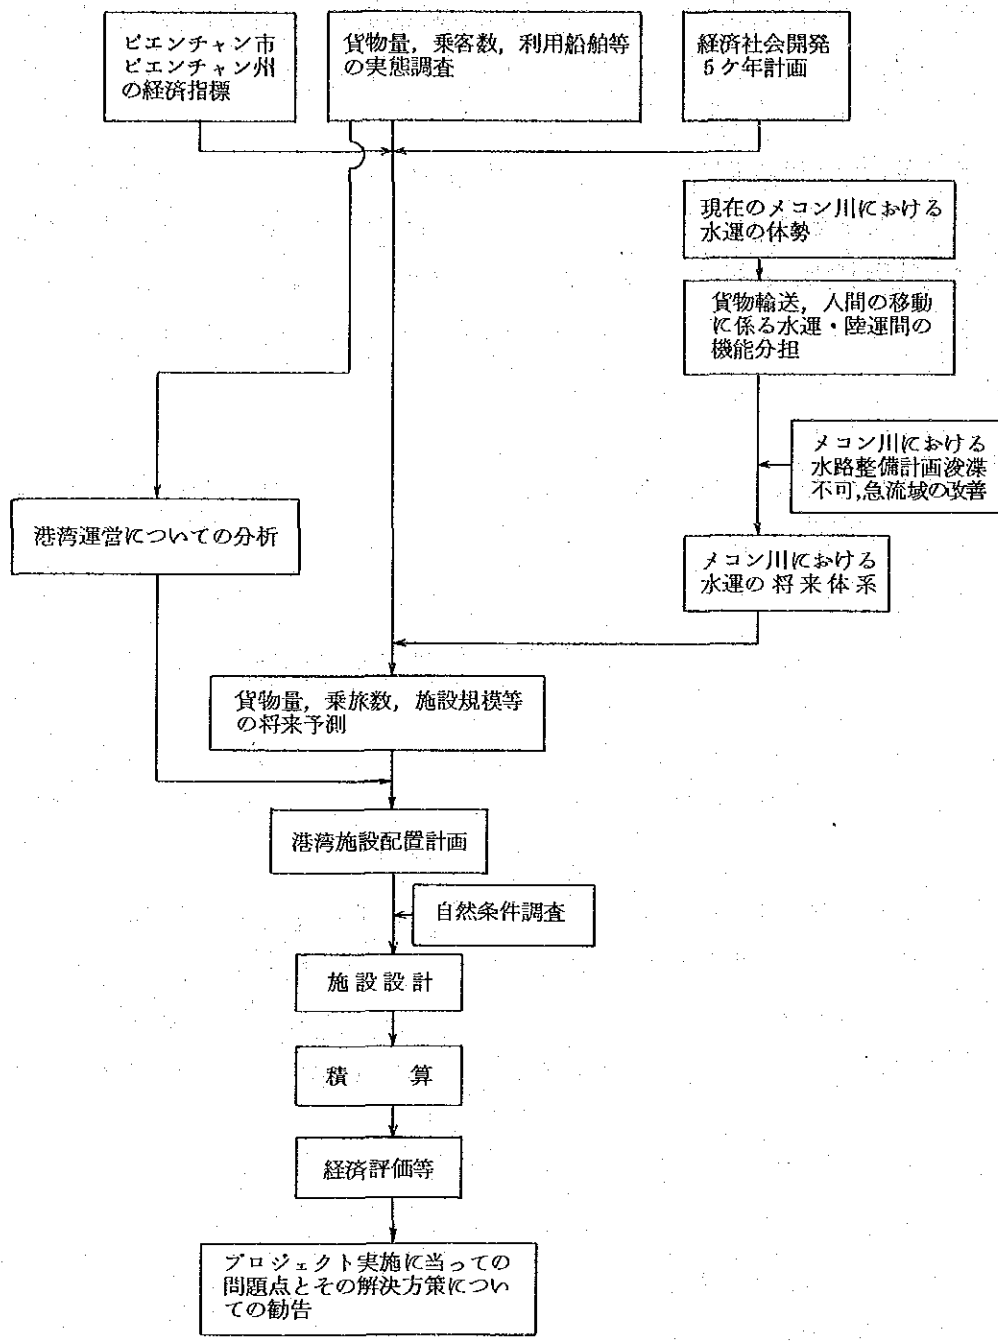 ビエンチャン市
ビエンチャン州
の経済指標
貨物量，乗客数，利用船舶等
の実態調査
経済社会開発
5ケ年計画
現在のメコン川における
水運の体勢
貨物輸送，人間の移動
に係る水運・陸運間の
機能分担
メコン川における
水路整備計画浚渫
不可,急流域の改善
港湾運営についての分析
メコン川における
水運の将来体系
貨物量，乗旅数，施設規模等
の将来予測
港湾施設配置計画
自然条件調査
施設設計
積算
経済評価等
プロジェクト実施に当っての
問題点とその解決方策につい
ての勧告